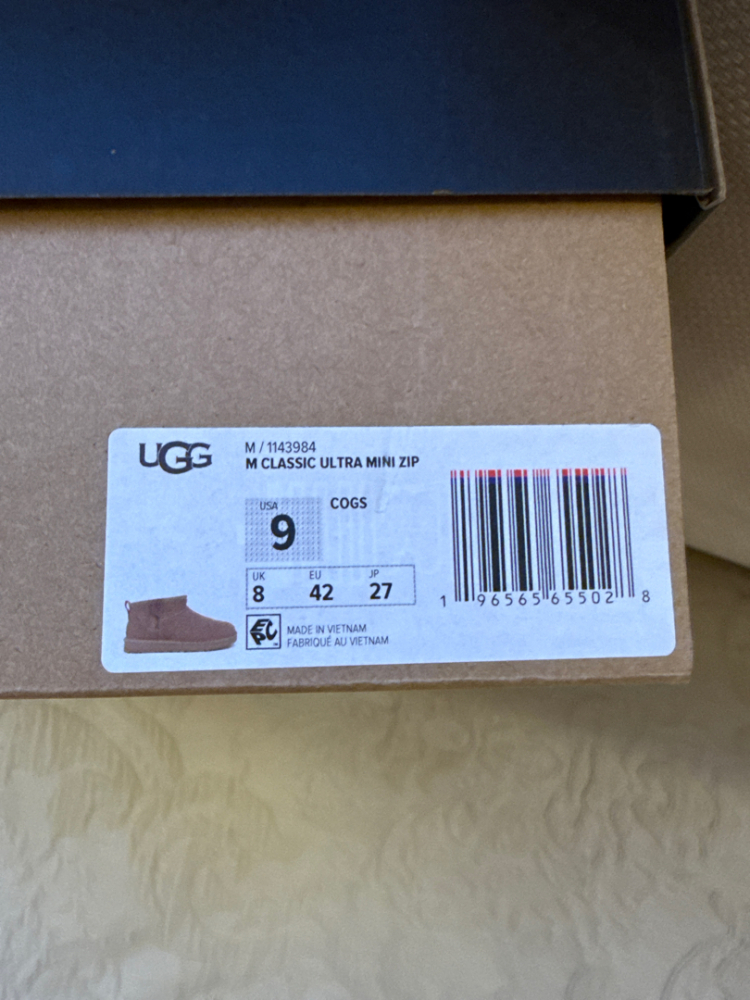 UGG
M / 1143984
M CLASSIC ULTRA MINI ZIP
USA
9
COGS
UK EU JP
8 42 27
MADE IN VIETNAM
FABRIQUÉ AU VIETNAM
1 96565 65502 8